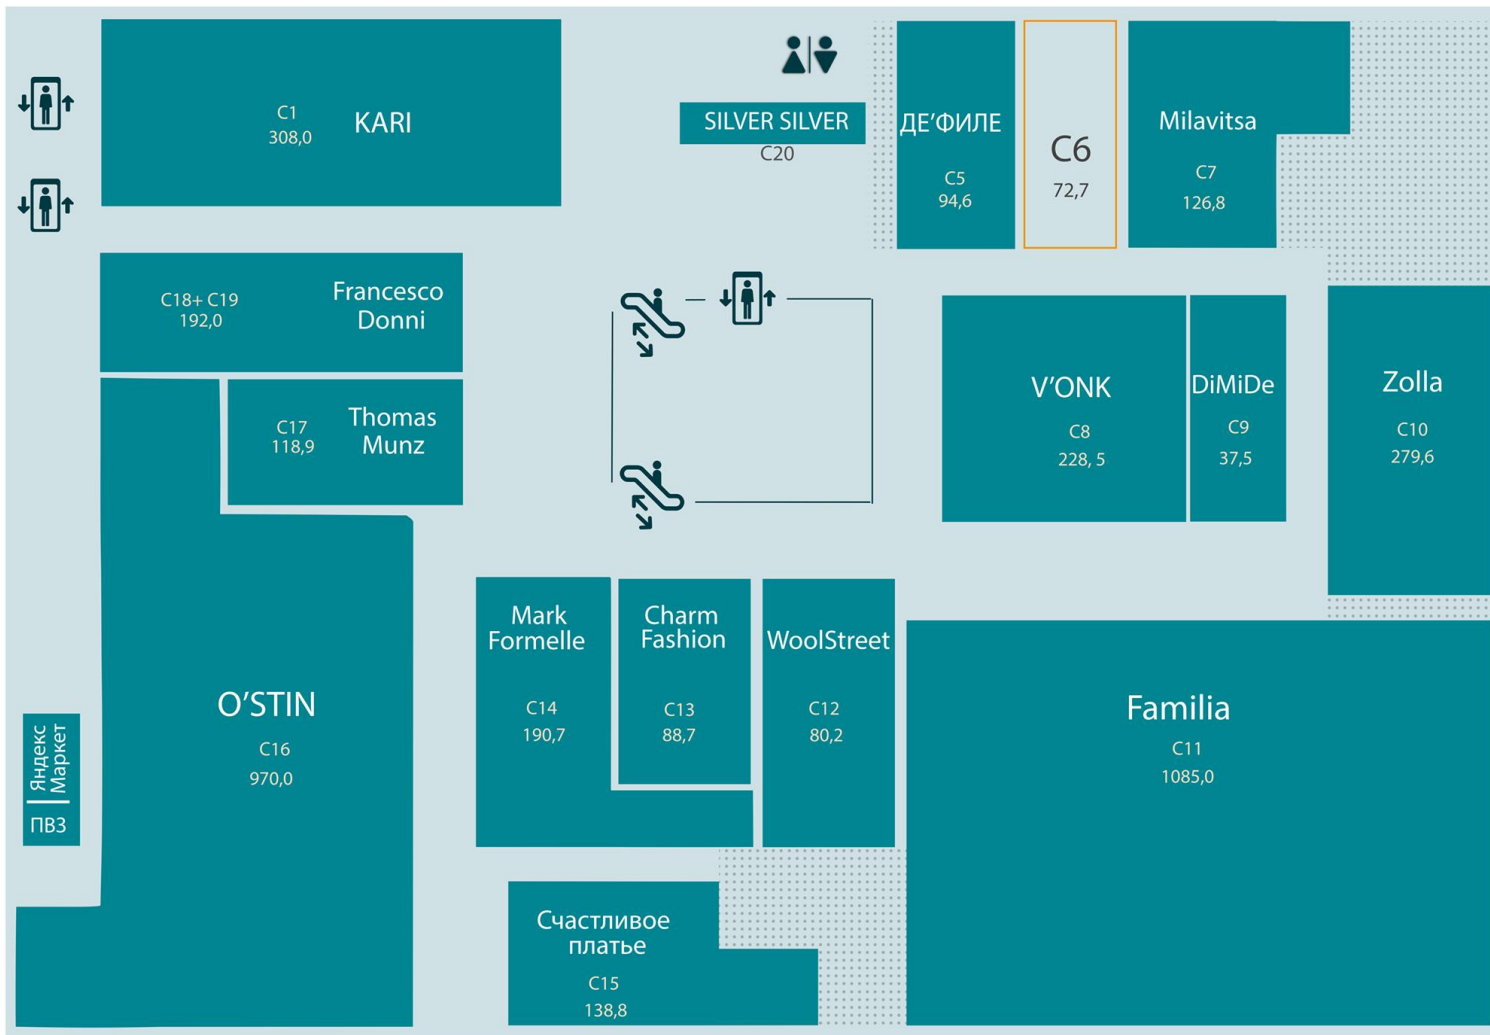 C1
308,0
KARI
SILVER SILVER
C20
ДЕ’ФИЛЕ
C5
94,6
C6
72,7
Milavitsa
C7
126,8
C18+ C19
192,0
Francesco
Donni
C17
118,9
Thomas
Munz
V’ONK
C8
228, 5
DiMiDe
C9
37,5
Zolla
C10
279,6
Mark
Formelle
C14
190,7
Charm
Fashion
C13
88,7
WoolStreet
C12
80,2
O’STIN
C16
970,0
Familia
C11
1085,0
Яндекс
Маркет
ПВЗ
Счастливое
платье
C15
138,8